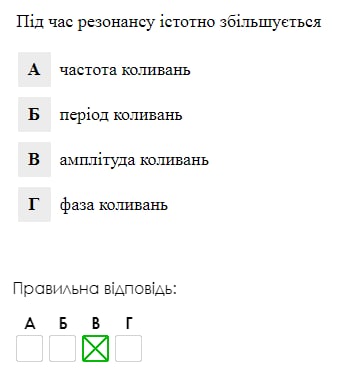 Під час резонансу істотно збільшується
А частота коливань
Б період коливань
В амплітуда коливань
Г фаза коливань
Правильна відповідь:
А Б В Г